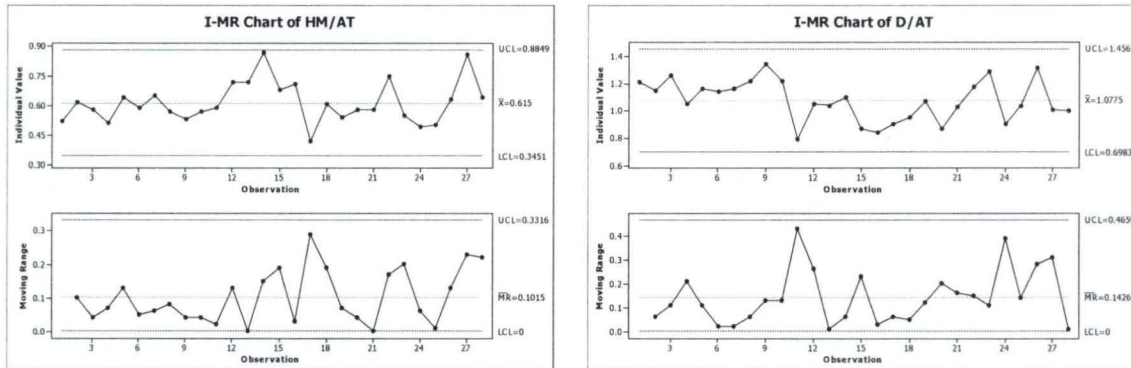 I-MR Chart of HM/AT
0.90
0.75
0.60
0.45
0.30
Individual Value
UCL=0.8849
X̄=0.615
LCL=0.3451
3 6 9 12 15 18 21 24 27
Observation
0.3
0.2
0.1
0.0
Moving Range
UCL=0.3316
M̅R̅=0.1015
LCL=0
3 6 9 12 15 18 21 24 27
Observation
I-MR Chart of D/AT
1.4
1.2
1.0
0.8
0.6
Individual Value
UCL=1.456
X̄=1.0775
LCL=0.6983
3 6 9 12 15 18 21 24 27
Observation
0.4
0.3
0.2
0.1
0.0
Moving Range
UCL=0.4659
M̅R̅=0.1426
LCL=0
3 6 9 12 15 18 21 24 27
Observation